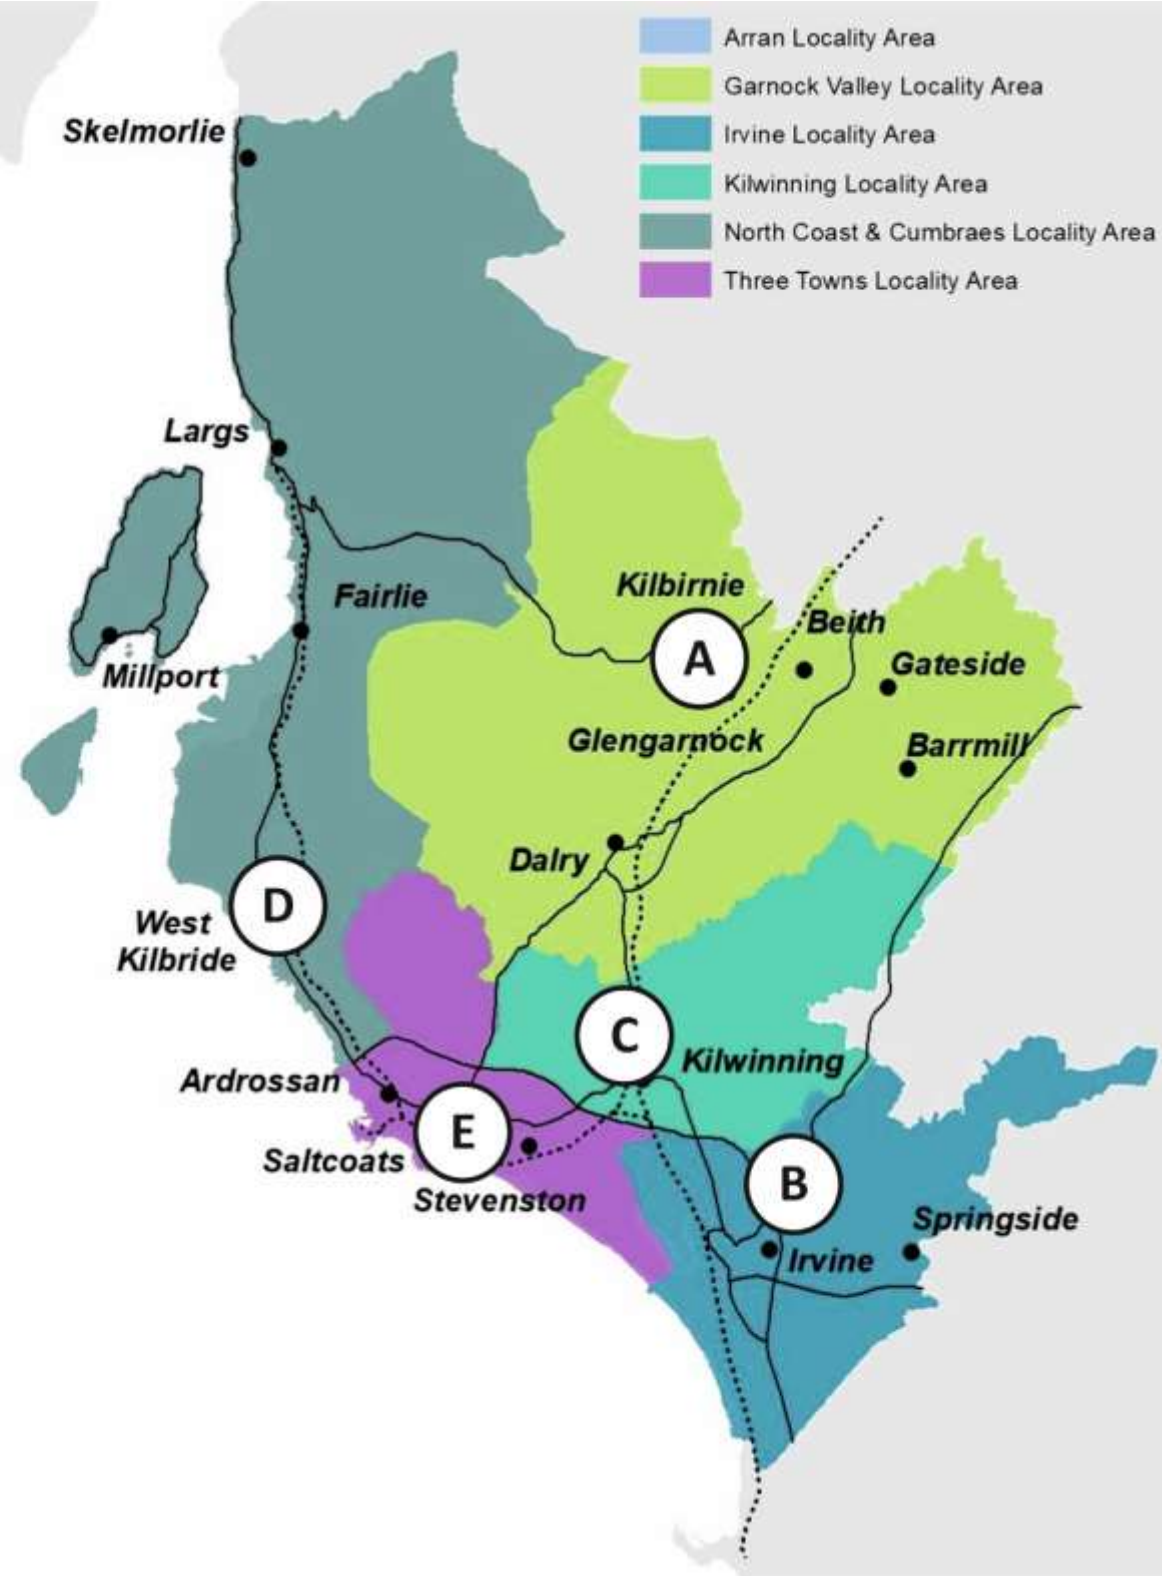 Arran Locality Area
Garnock Valley Locality Area
Irvine Locality Area
Kilwinning Locality Area
North Coast & Cumbraes Locality Area
Three Towns Locality Area
Skelmorlie
Largs
Kilbirnie
Fairlie
Beith
A
Gateside
Millport
Glengarnock
Barrmill
Dalry
D
West
Kilbride
C
Kilwinning
Ardrossan
E
Saltcoats
B
Stevenston
Springside
Irvine